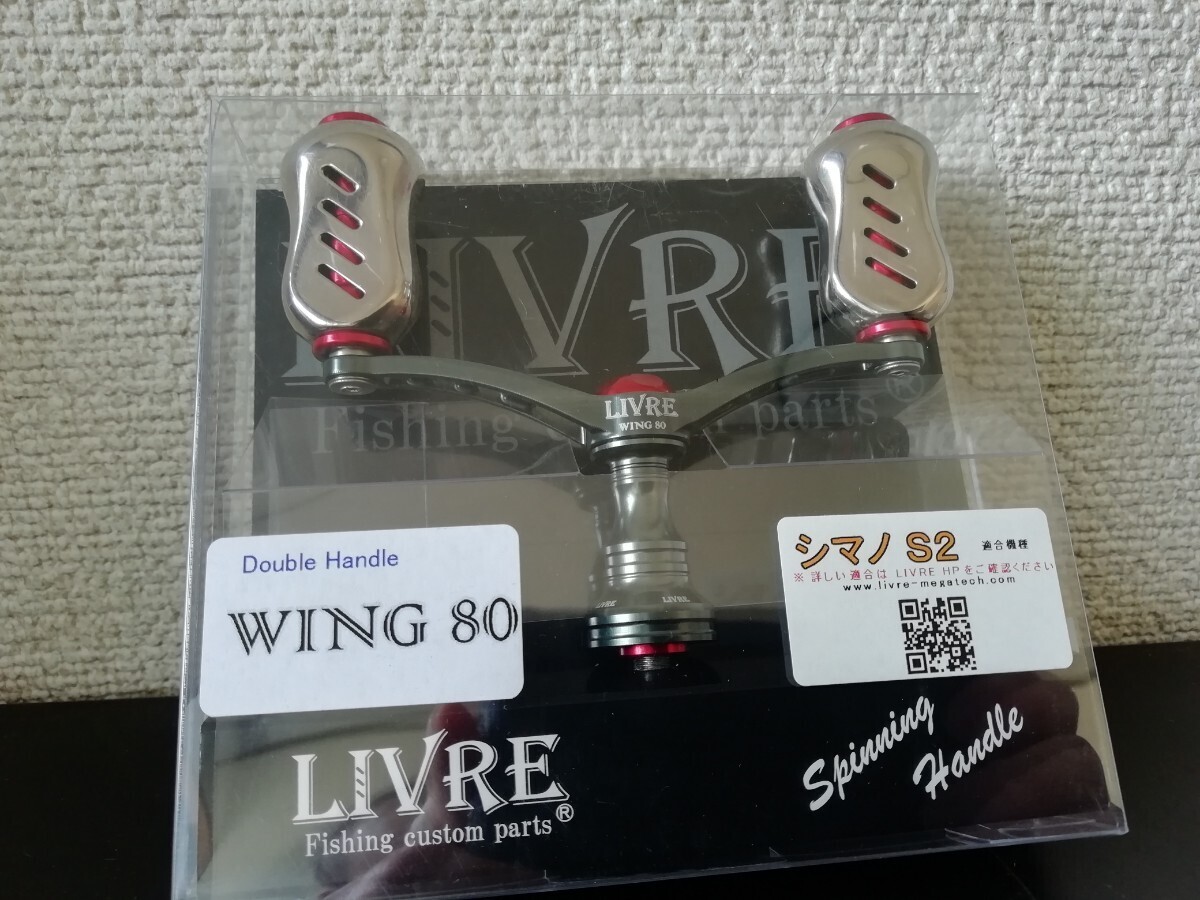 LIVRE
Fishing custom parts®
LIVRE
WING 80
LIVRE
LIVRE
Double Handle
WING 80
シマノ S2 適合機種
※ 詳しい適合は LIVRE HPをご確認ください
www.livre-megatech.com
LIVRE®
Fishing custom parts
Spinning
Handle